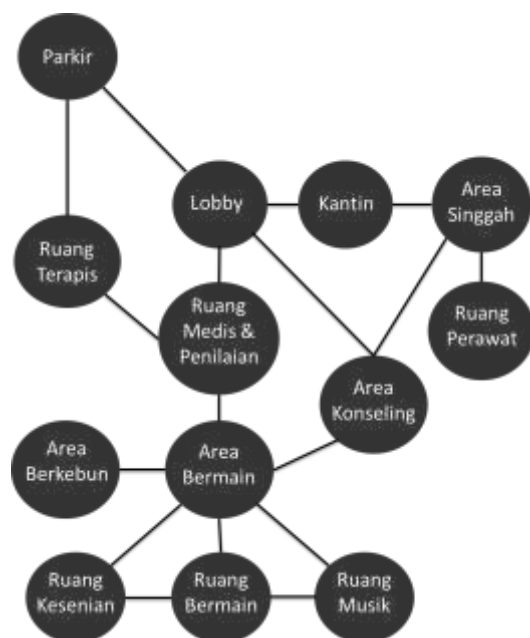 Parkir
Lobby
Kantin
Area
Singgah
Ruang
Terapis
Ruang
Medis &
Penilaian
Ruang
Perawat
Area
Konseling
Area
Berkebun
Area
Bermain
Ruang
Kesenian
Ruang
Bermain
Ruang
Musik